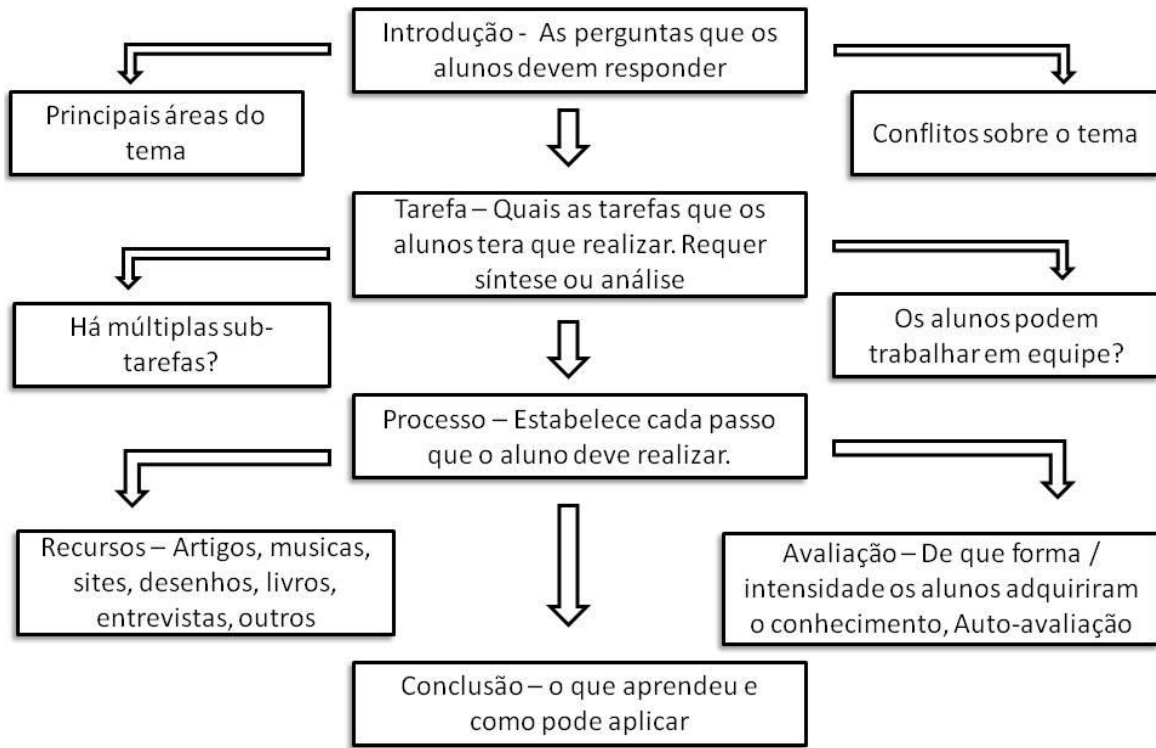 Introdução - As perguntas que os
alunos devem responder
Principais áreas do
tema
Conflitos sobre o tema
Tarefa – Quais as tarefas que os
alunos tera que realizar. Requer
síntese ou análise
Há múltiplas sub-
tarefas?
Os alunos podem
trabalhar em equipe?
Processo – Estabelece cada passo
que o aluno deve realizar.
Recursos – Artigos, musicas,
sites, desenhos, livros,
entrevistas, outros
Avaliação – De que forma /
intensidade os alunos adquiriram
o conhecimento, Auto-avaliação
Conclusão – o que aprendeu e
como pode aplicar